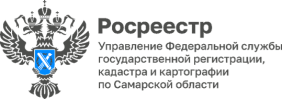 Росреестр
Управление Федеральной службы
государственной регистрации,
кадастра и картографии
по Самарской области